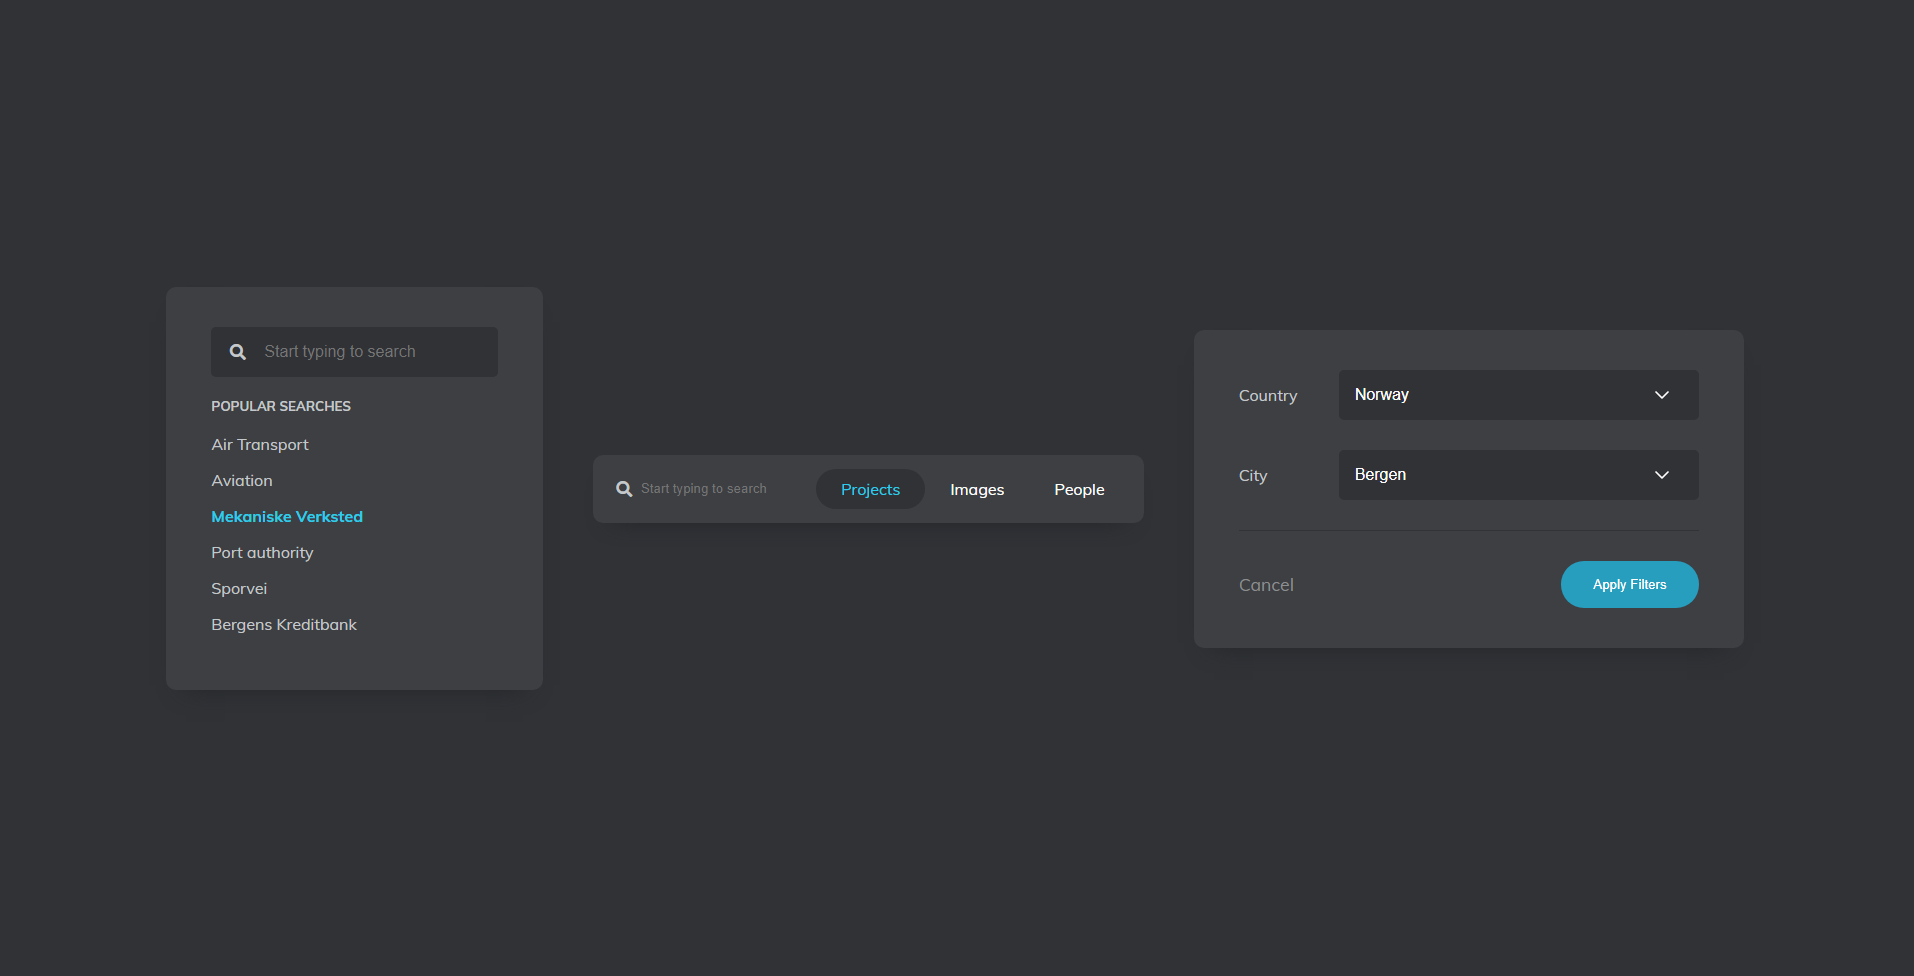 Start typing to search
POPULAR SEARCHES
Air Transport
Aviation
Mekaniske Verksted
Port authority
Sporvei
Bergens Kreditbank
Start typing to search Projects Images People
Country Norway
City Bergen
Cancel Apply Filters